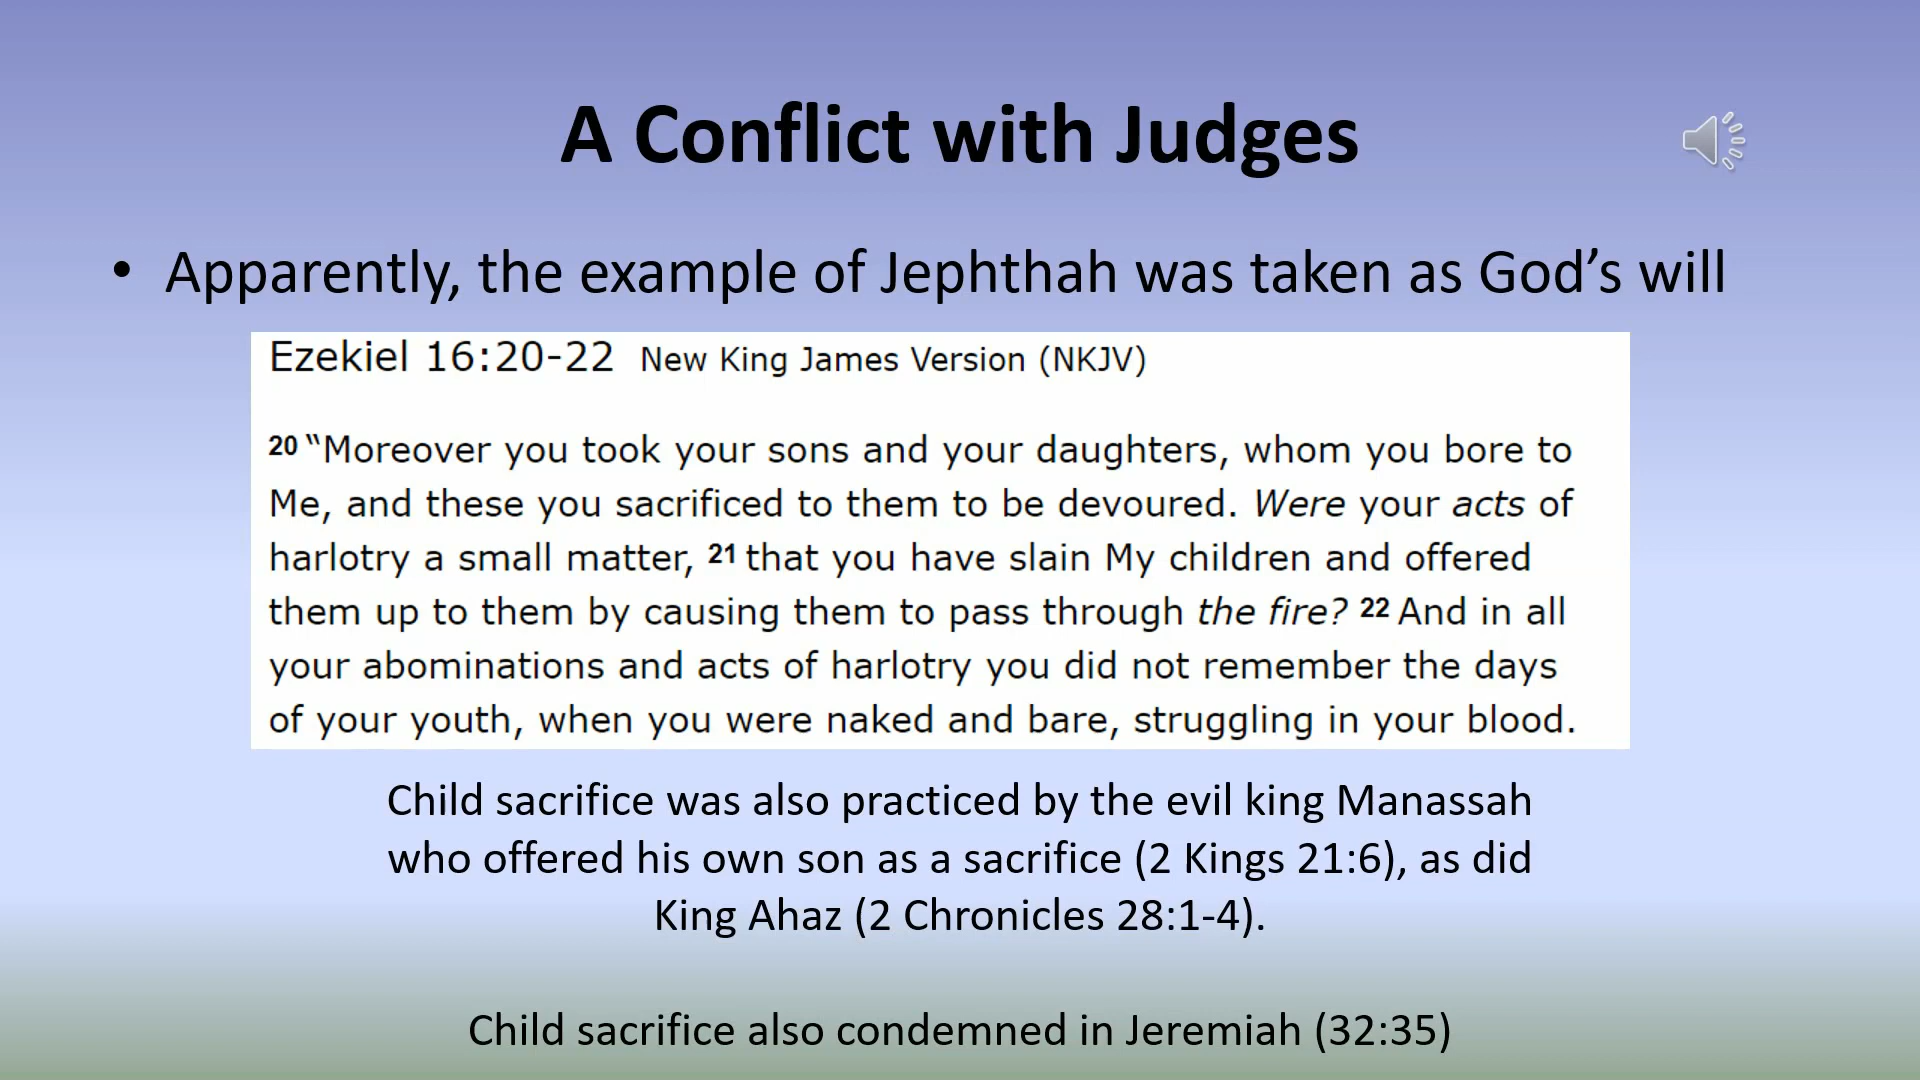 A Conflict with Judges
• Apparently, the example of Jephthah was taken as God’s will
Ezekiel 16:20-22 New King James Version (NKJV)
20 “Moreover you took your sons and your daughters, whom you bore to
Me, and these you sacrificed to them to be devoured. Were your acts of
harlotry a small matter, 21 that you have slain My children and offered
them up to them by causing them to pass through the fire? 22 And in all
your abominations and acts of harlotry you did not remember the days
of your youth, when you were naked and bare, struggling in your blood.
Child sacrifice was also practiced by the evil king Manassah
who offered his own son as a sacrifice (2 Kings 21:6), as did
King Ahaz (2 Chronicles 28:1-4).
Child sacrifice also condemned in Jeremiah (32:35)